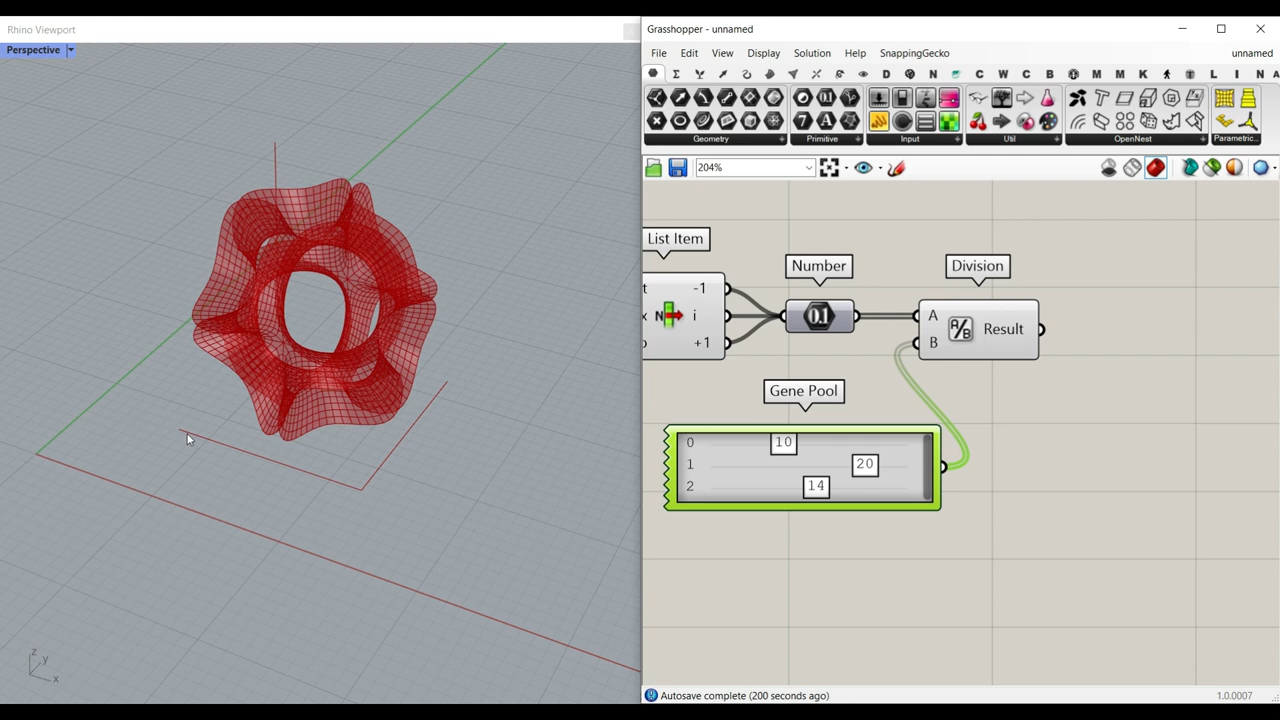 Rhino Viewport
Perspective
z
y
x
Grasshopper - unnamed
File Edit View Display Solution Help SnappingGecko unnamed
D N C W C B M M K L I N A
Geometry Primitive Input Util OpenNest Parametric...
204%
List Item
Number
Division
t -1
x N i
o +1
0.1
A
B
A/B
Result
Gene Pool
0 10
1 20
2 14
Autosave complete (200 seconds ago) 1.0.0007